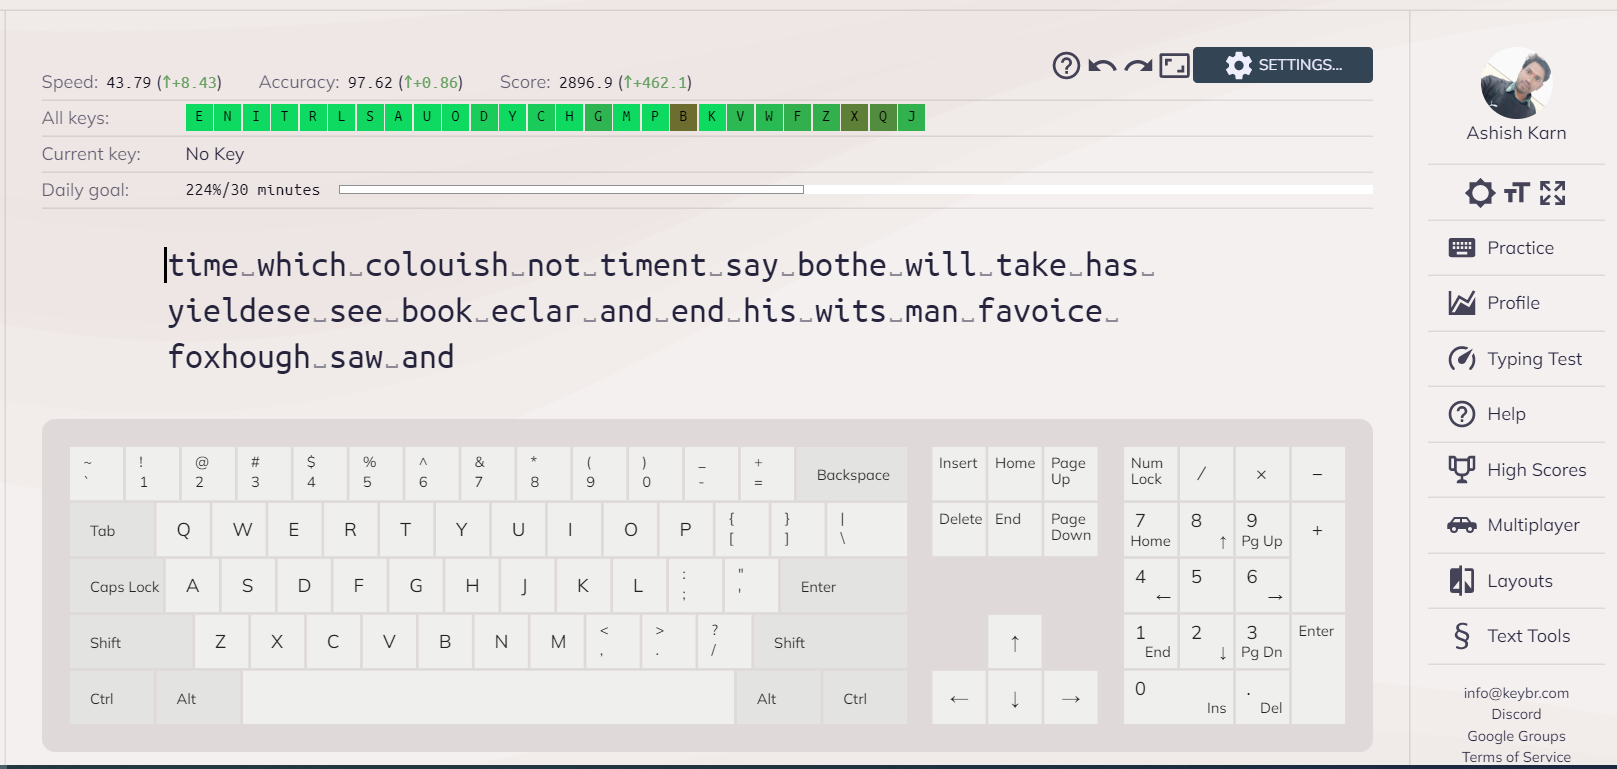 Speed: 43.79 (↑+8.43) Accuracy: 97.62 (↑+0.86) Score: 2896.9 (↑+462.1)
SETTINGS...
All keys: E N I T R L S A U O D Y C H G M P B K V W F Z X Q J
Current key: No Key
Daily goal: 224%/30 minutes
time␣which␣colouish␣not␣timent␣say␣bothe␣will␣take␣has␣
yieldese␣see␣book␣eclar␣and␣end␣his␣wits␣man␣favoice␣
foxhough␣saw␣and
~ ! @ # $ % ^ & * ( ) _ +
` 1 2 3 4 5 6 7 8 9 0 - = Backspace
Tab Q W E R T Y U I O P { [ } ] | \
Caps Lock A S D F G H J K L : ; " ' Enter
Shift Z X C V B N M < , > . ? / Shift
Ctrl Alt Alt Ctrl
Insert Home Page Up
Delete End Page Down
↑
← ↓ →
Num Lock / × −
7 Home 8 ↑ 9 Pg Up +
4 ← 5 6 →
1 End 2 ↓ 3 Pg Dn Enter
0 Ins . Del
Ashish Karn
Practice
Profile
Typing Test
Help
High Scores
Multiplayer
Layouts
§ Text Tools
info@keybr.com
Discord
Google Groups
Terms of Service